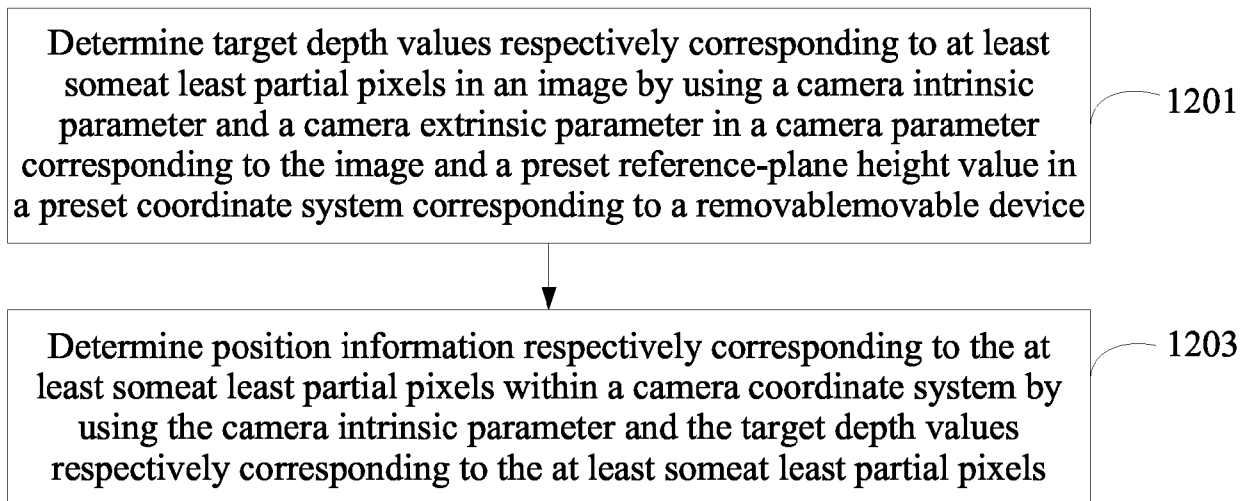 Determine target depth values respectively corresponding to at least
someat least partial pixels in an image by using a camera intrinsic
parameter and a camera extrinsic parameter in a camera parameter
corresponding to the image and a preset reference-plane height value in
a preset coordinate system corresponding to a removablemovable device
1201
Determine position information respectively corresponding to the at
least someat least partial pixels within a camera coordinate system by
using the camera intrinsic parameter and the target depth values
respectively corresponding to the at least someat least partial pixels
1203